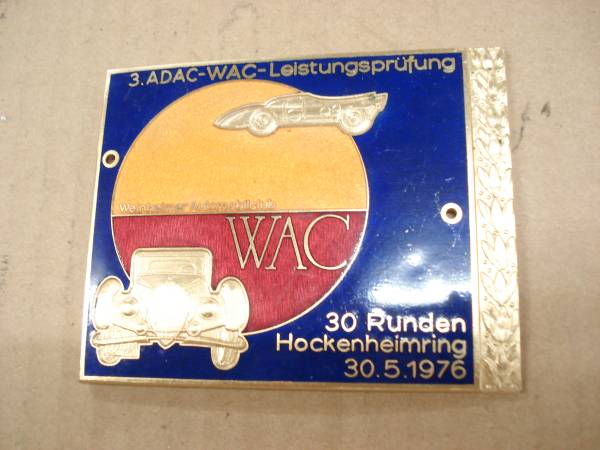 3. ADAC-WAC-Leistungsprüfung
Weinheimer Automobilclub
WAC
30 Runden
Hockenheimring
30.5.1976